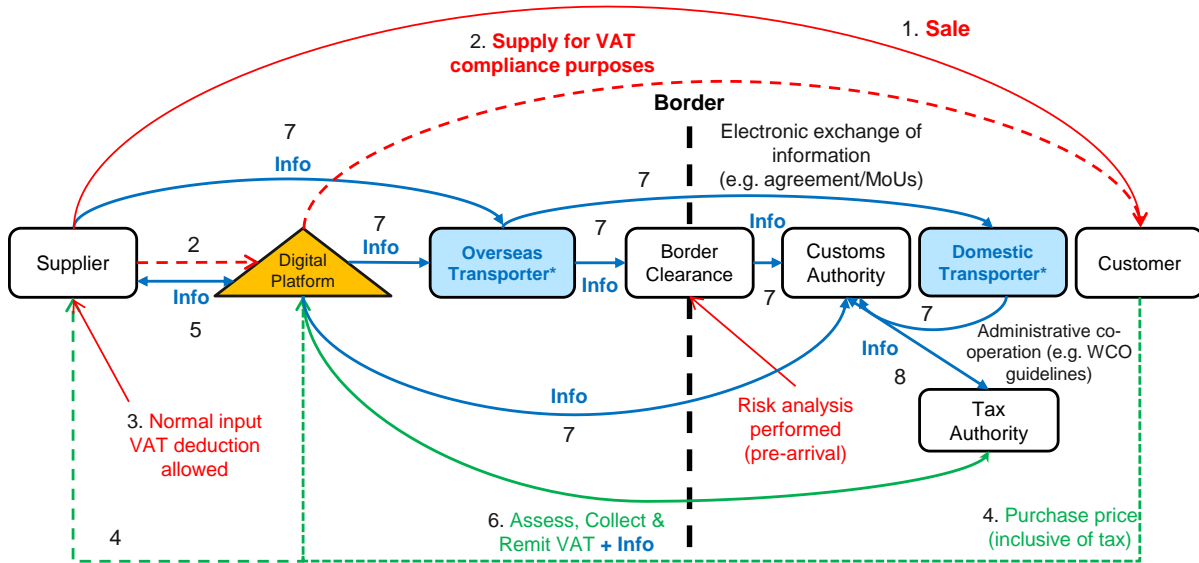 1. Sale
2. Supply for VAT
compliance purposes
Border
7
Info
Electronic exchange of
information
(e.g. agreement/MoUs)
7
Supplier
2
Info
5
Digital
Platform
7
Info
Overseas
Transporter*
7
Info
Border
Clearance
Info
7
Customs
Authority
Domestic
Transporter*
Customer
7
Administrative co-
operation (e.g. WCO
guidelines)
Info
8
Info
7
3. Normal input
VAT deduction
allowed
Risk analysis
performed
(pre-arrival)
Tax
Authority
4
6. Assess, Collect &
Remit VAT + Info
4. Purchase price
(inclusive of tax)